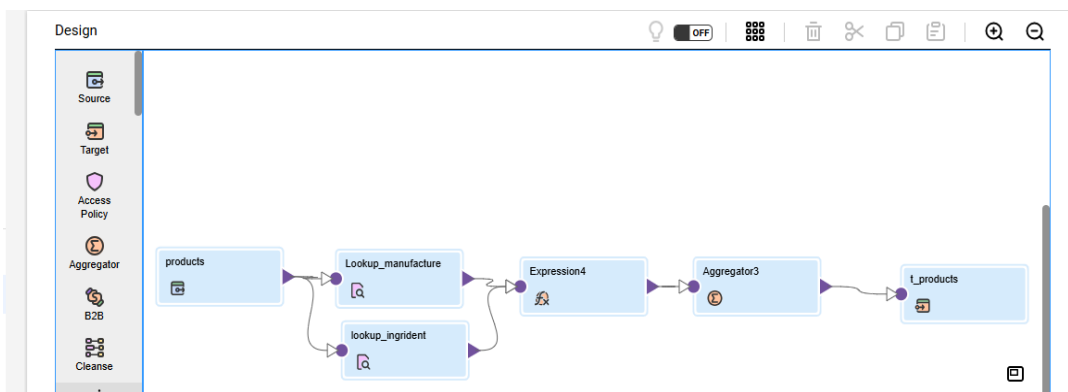 Design
OFF
Source
Target
Access
Policy
Aggregator
B2B
Cleanse
products
Lookup_manufacture
lookup_ingrident
Expression4
Aggregator3
t_products